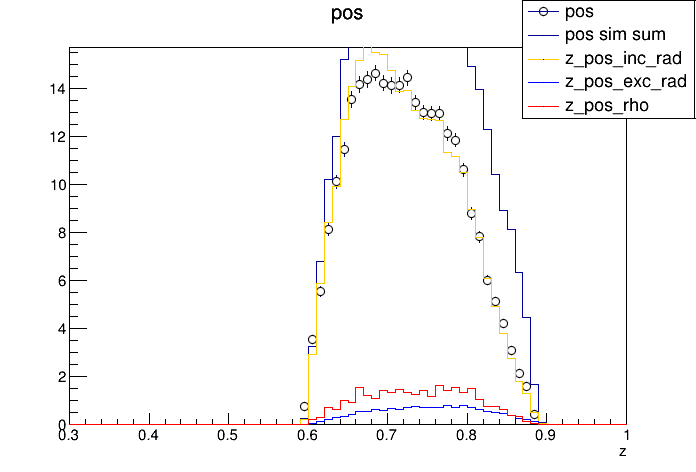 pos
pos
pos sim sum
z_pos_inc_rad
z_pos_exc_rad
z_pos_rho
14
12
10
8
6
4
2
0
0.3 0.4 0.5 0.6 0.7 0.8 0.9 1
z